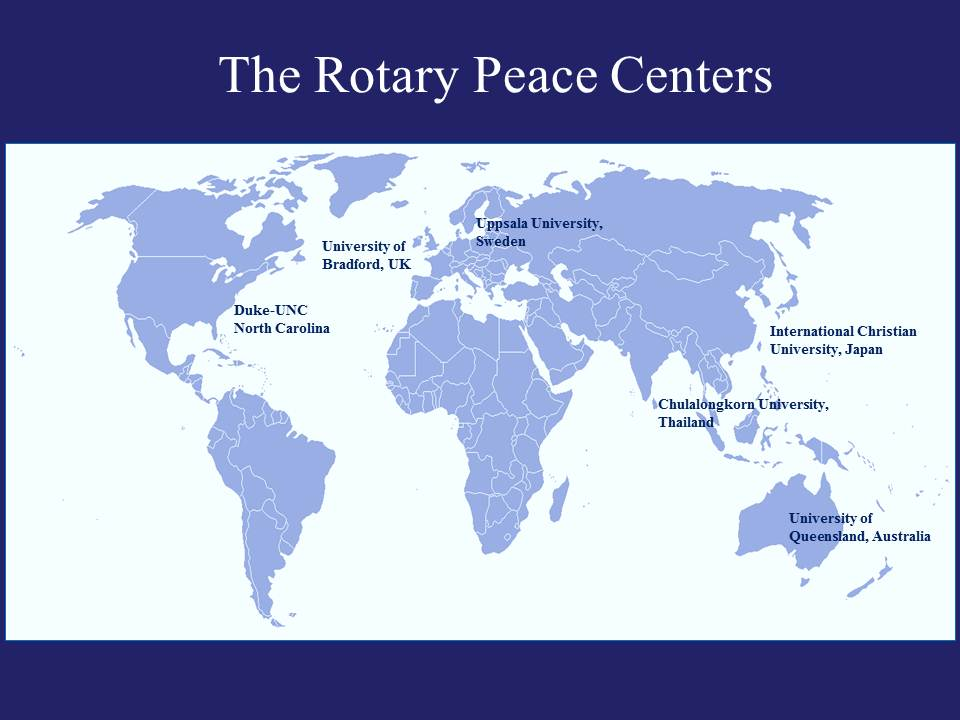 The Rotary Peace Centers
Uppsala University,
Sweden
University of
Bradford, UK
Duke-UNC
North Carolina
International Christian
University, Japan
Chulalongkorn University,
Thailand
University of
Queensland, Australia